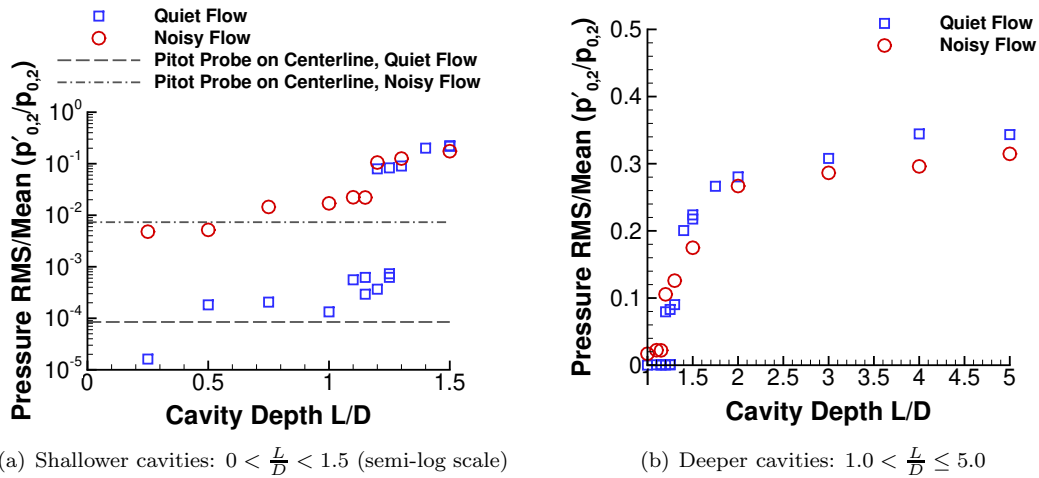 Quiet Flow
Noisy Flow
Pitot Probe on Centerline, Quiet Flow
Pitot Probe on Centerline, Noisy Flow
Pressure RMS/Mean (p′0,2/p0,2)
10^0
10^-1
10^-2
10^-3
10^-4
10^-5
0 0.5 1 1.5
Cavity Depth L/D
(a) Shallower cavities: 0 < L/D < 1.5 (semi-log scale)
Quiet Flow
Noisy Flow
Pressure RMS/Mean (p′0,2/p0,2)
0.5
0.4
0.3
0.2
0.1
0
1 1.5 2 2.5 3 3.5 4 4.5 5
Cavity Depth L/D
(b) Deeper cavities: 1.0 < L/D ≤ 5.0